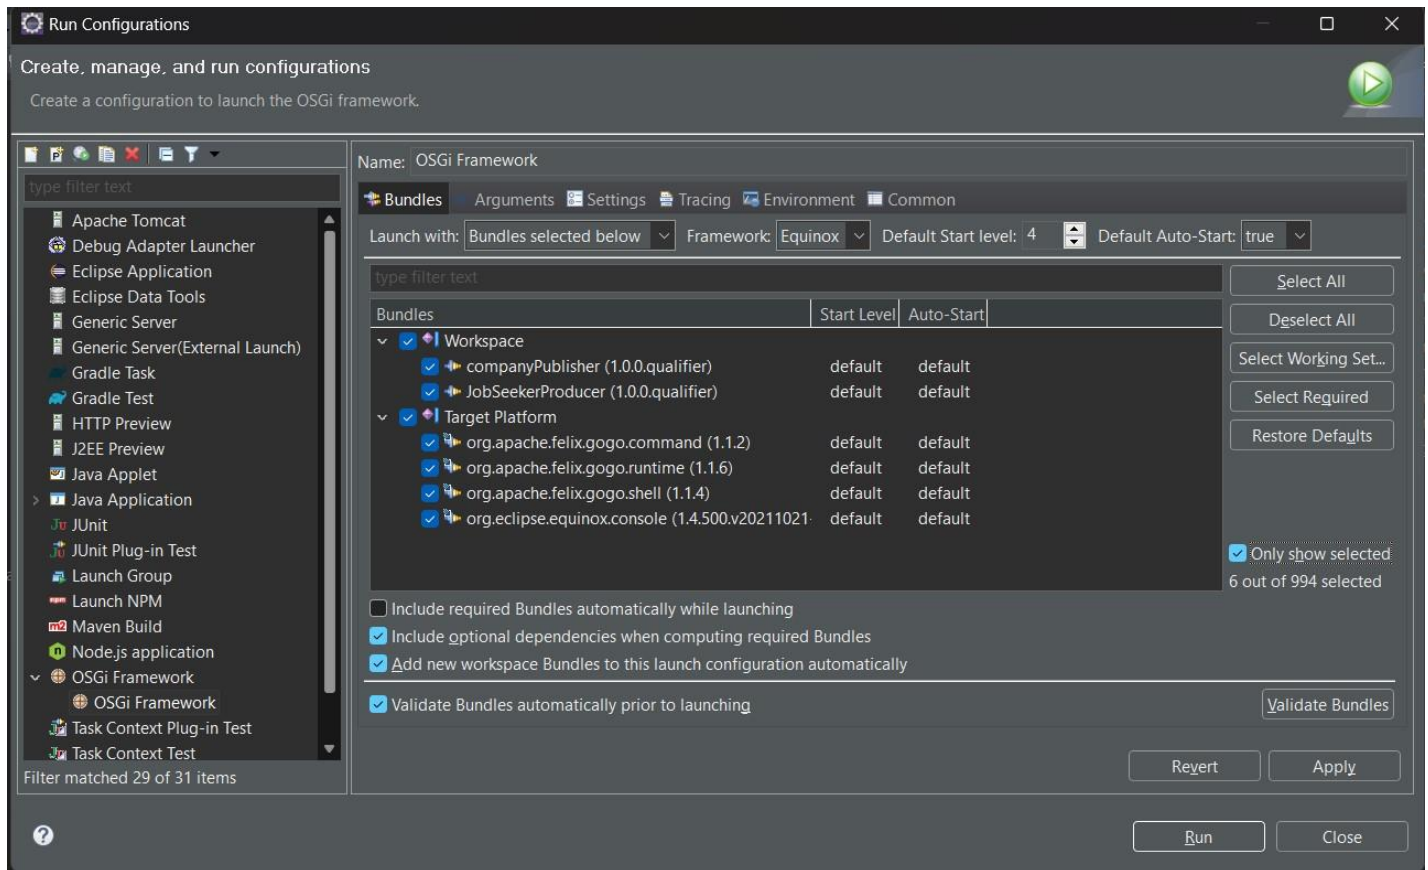 Run Configurations
Create, manage, and run configurations
Create a configuration to launch the OSGi framework.
type filter text
Apache Tomcat
Debug Adapter Launcher
Eclipse Application
Eclipse Data Tools
Generic Server
Generic Server(External Launch)
Gradle Task
Gradle Test
HTTP Preview
J2EE Preview
Java Applet
Java Application
JUnit
JUnit Plug-in Test
Launch Group
Launch NPM
Maven Build
Node.js application
OSGi Framework
OSGi Framework
Task Context Plug-in Test
Task Context Test
Filter matched 29 of 31 items
Name: OSGi Framework
Bundles Arguments Settings Tracing Environment Common
Launch with: Bundles selected below Framework: Equinox Default Start level: 4 Default Auto-Start: true
type filter text
Bundles Start Level Auto-Start
Workspace
companyPublisher (1.0.0.qualifier) default default
JobSeekerProducer (1.0.0.qualifier) default default
Target Platform
org.apache.felix.gogo.command (1.1.2) default default
org.apache.felix.gogo.runtime (1.1.6) default default
org.apache.felix.gogo.shell (1.1.4) default default
org.eclipse.equinox.console (1.4.500.v20211021- default default
Select All
Deselect All
Select Working Set...
Select Required
Restore Defaults
Only show selected
6 out of 994 selected
Include required Bundles automatically while launching
Include optional dependencies when computing required Bundles
Add new workspace Bundles to this launch configuration automatically
Validate Bundles automatically prior to launching
Validate Bundles
Revert Apply
Run Close